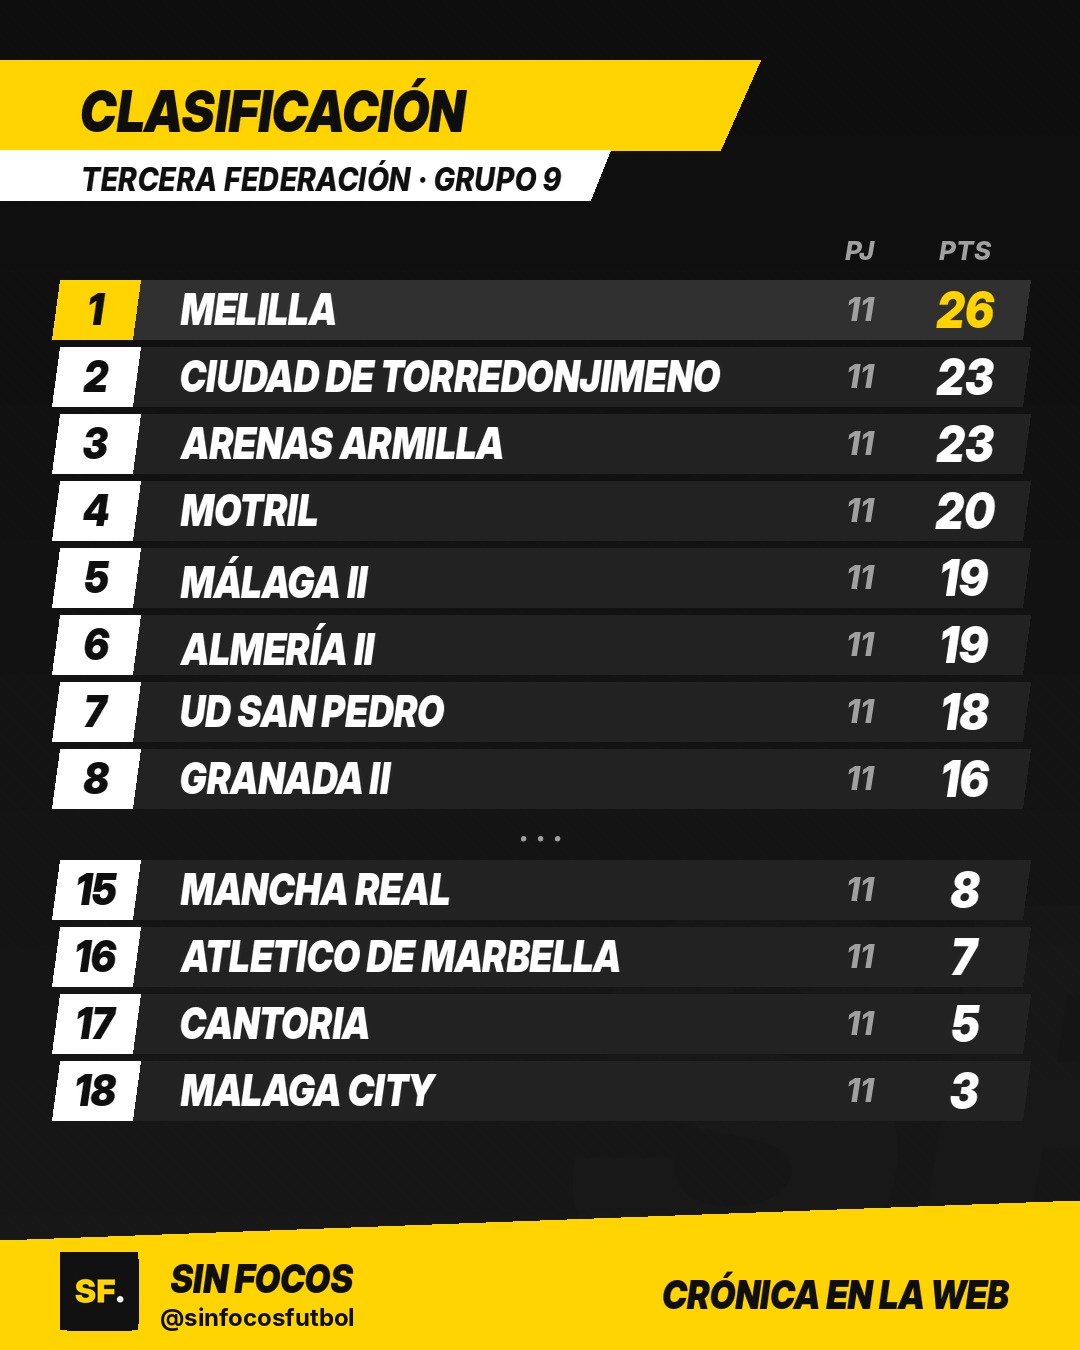 CLASIFICACIÓN
TERCERA FEDERACIÓN · GRUPO 9
PJ PTS
1 MELILLA 11 26
2 CIUDAD DE TORREDONJIMENO 11 23
3 ARENAS ARMILLA 11 23
4 MOTRIL 11 20
5 MÁLAGA II 11 19
6 ALMERÍA II 11 19
7 UD SAN PEDRO 11 18
8 GRANADA II 11 16
...
15 MANCHA REAL 11 8
16 ATLETICO DE MARBELLA 11 7
17 CANTORIA 11 5
18 MALAGA CITY 11 3
SF.
SIN FOCOS
@sinfocosfutbol
CRÓNICA EN LA WEB